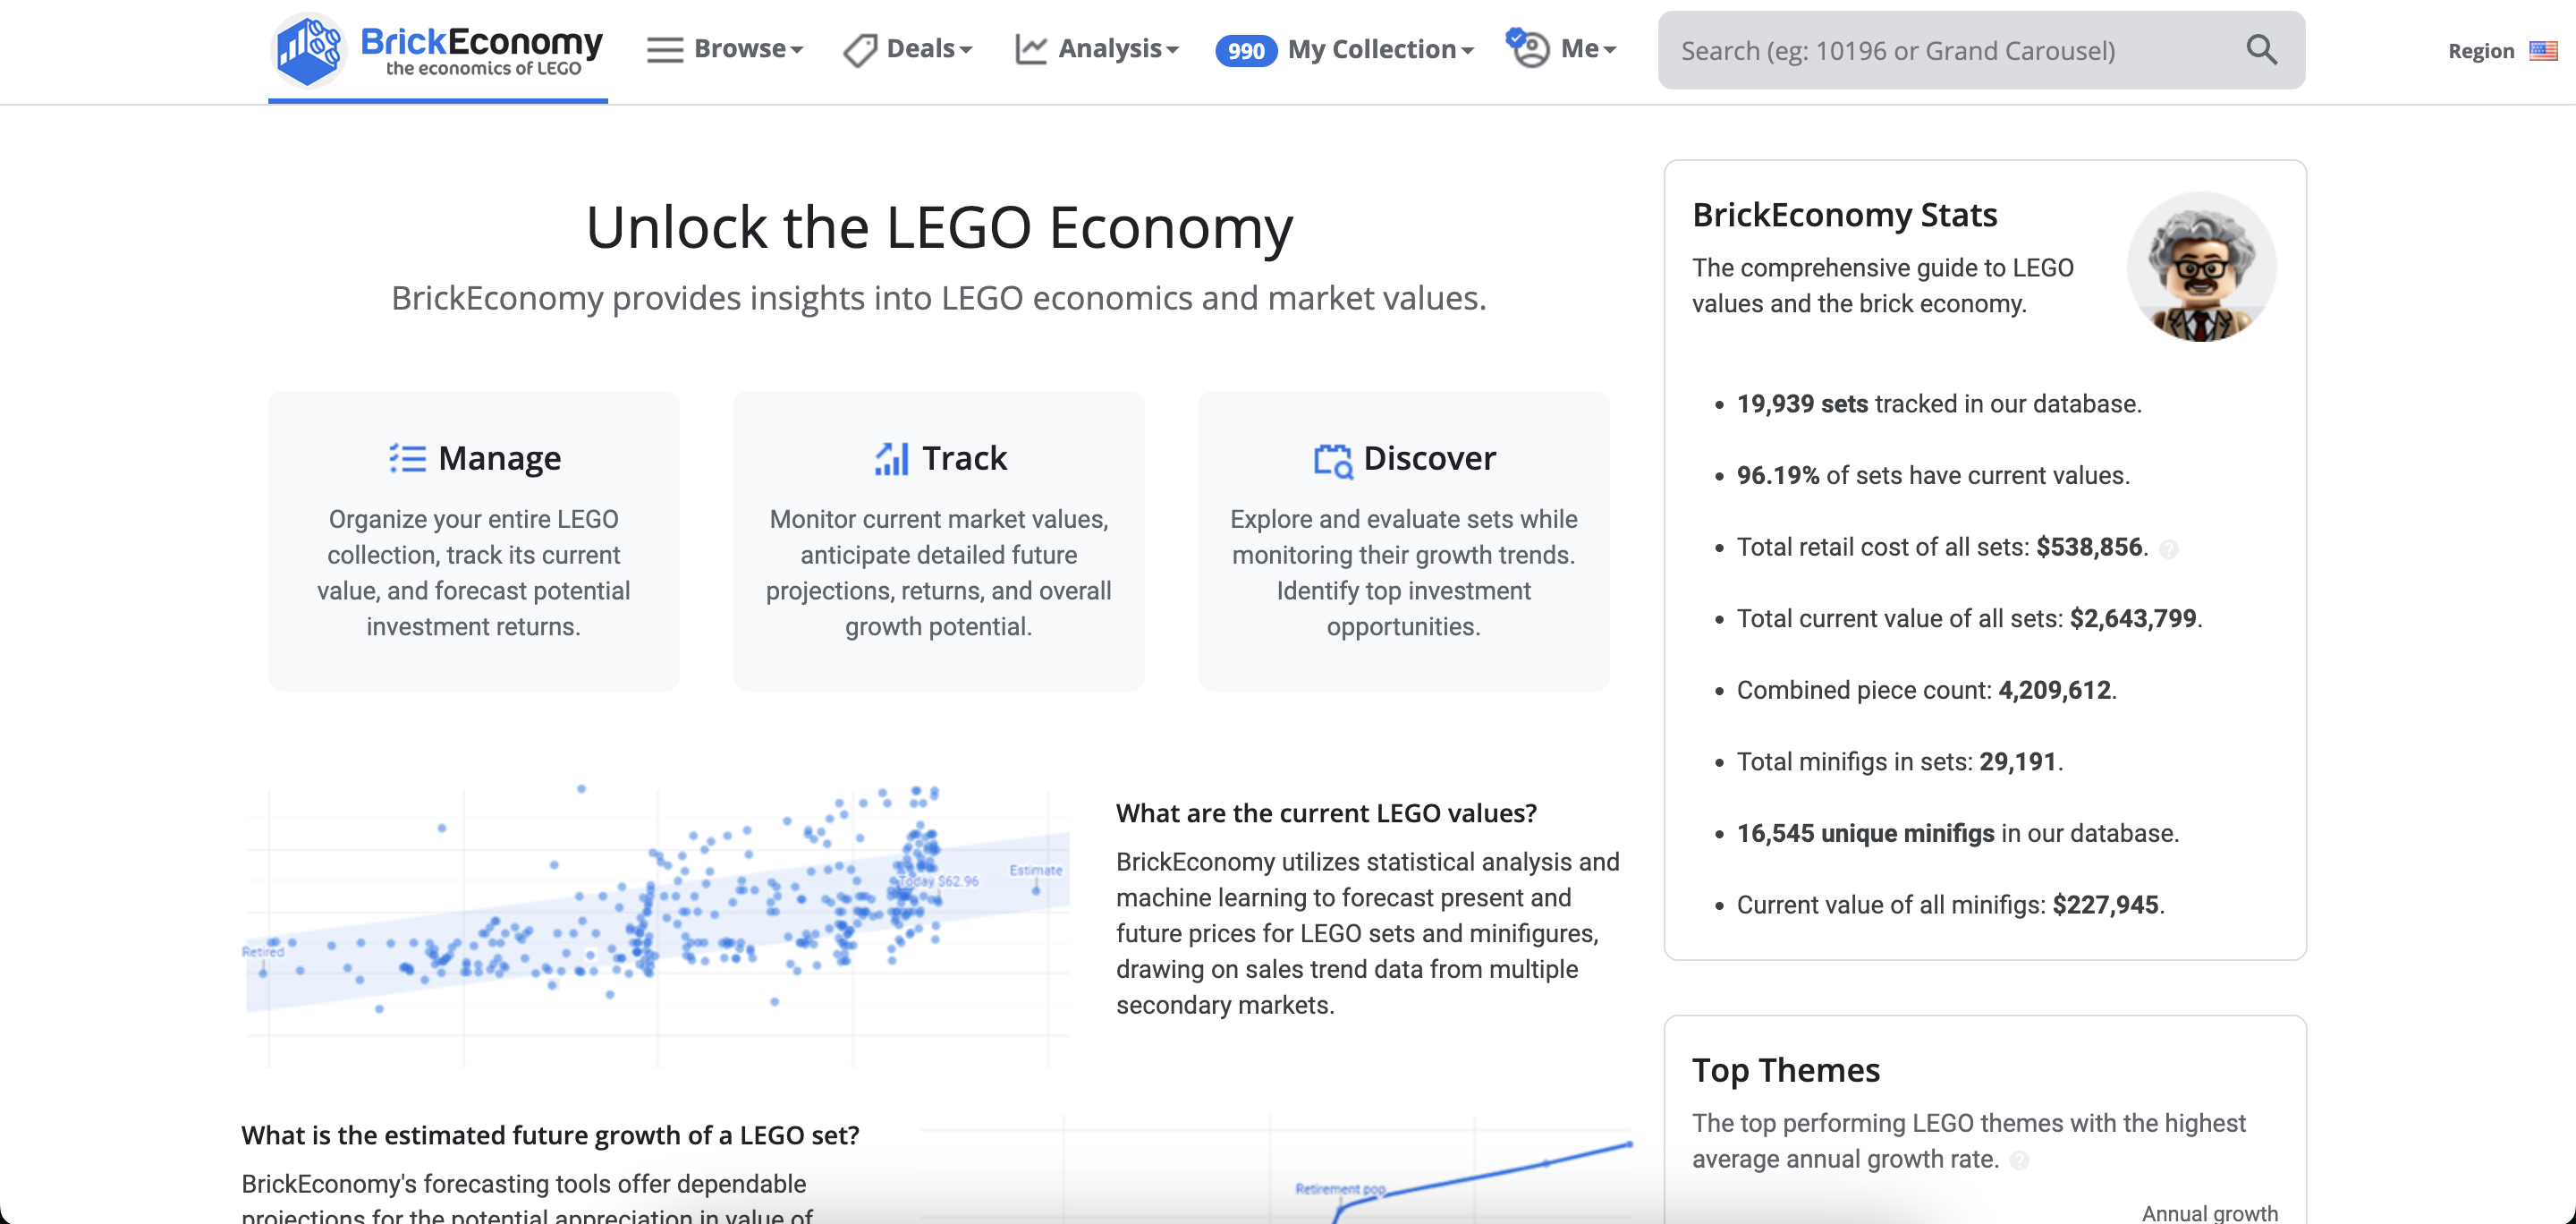 BrickEconomy
the economics of LEGO
Browse
Deals
Analysis
990 My Collection
Me
Search (eg: 10196 or Grand Carousel)
Region
Unlock the LEGO Economy
BrickEconomy provides insights into LEGO economics and market values.
Manage
Organize your entire LEGO
collection, track its current
value, and forecast potential
investment returns.
Track
Monitor current market values,
anticipate detailed future
projections, returns, and overall
growth potential.
Discover
Explore and evaluate sets while
monitoring their growth trends.
Identify top investment
opportunities.
Retired
Today $62.96
Estimate
What are the current LEGO values?
BrickEconomy utilizes statistical analysis and
machine learning to forecast present and
future prices for LEGO sets and minifigures,
drawing on sales trend data from multiple
secondary markets.
What is the estimated future growth of a LEGO set?
BrickEconomy's forecasting tools offer dependable
projections for the potential appreciation in value of
Retirement pop
BrickEconomy Stats
The comprehensive guide to LEGO
values and the brick economy.
• 19,939 sets tracked in our database.
• 96.19% of sets have current values.
• Total retail cost of all sets: $538,856. ?
• Total current value of all sets: $2,643,799.
• Combined piece count: 4,209,612.
• Total minifigs in sets: 29,191.
• 16,545 unique minifigs in our database.
• Current value of all minifigs: $227,945.
Top Themes
The top performing LEGO themes with the highest
average annual growth rate. ?
Annual growth